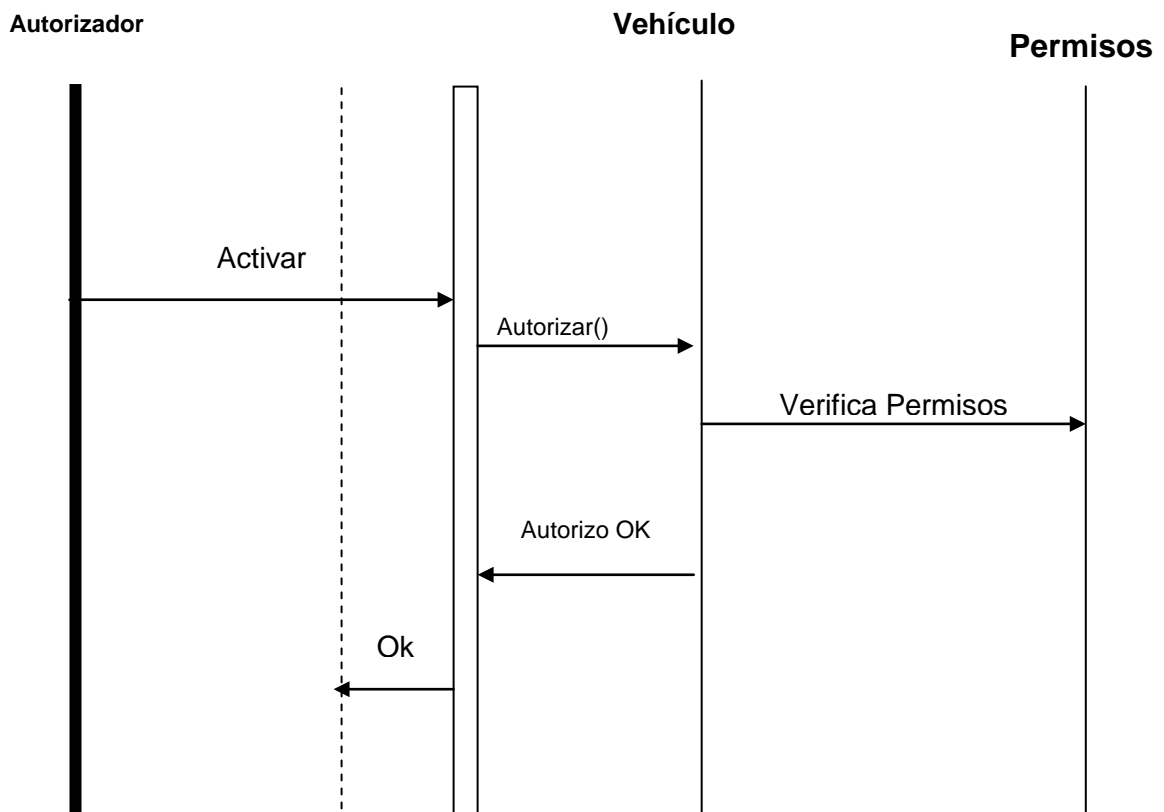 Autorizador
Vehículo
Permisos
Activar
Autorizar()
Verifica Permisos
Autorizo OK
Ok